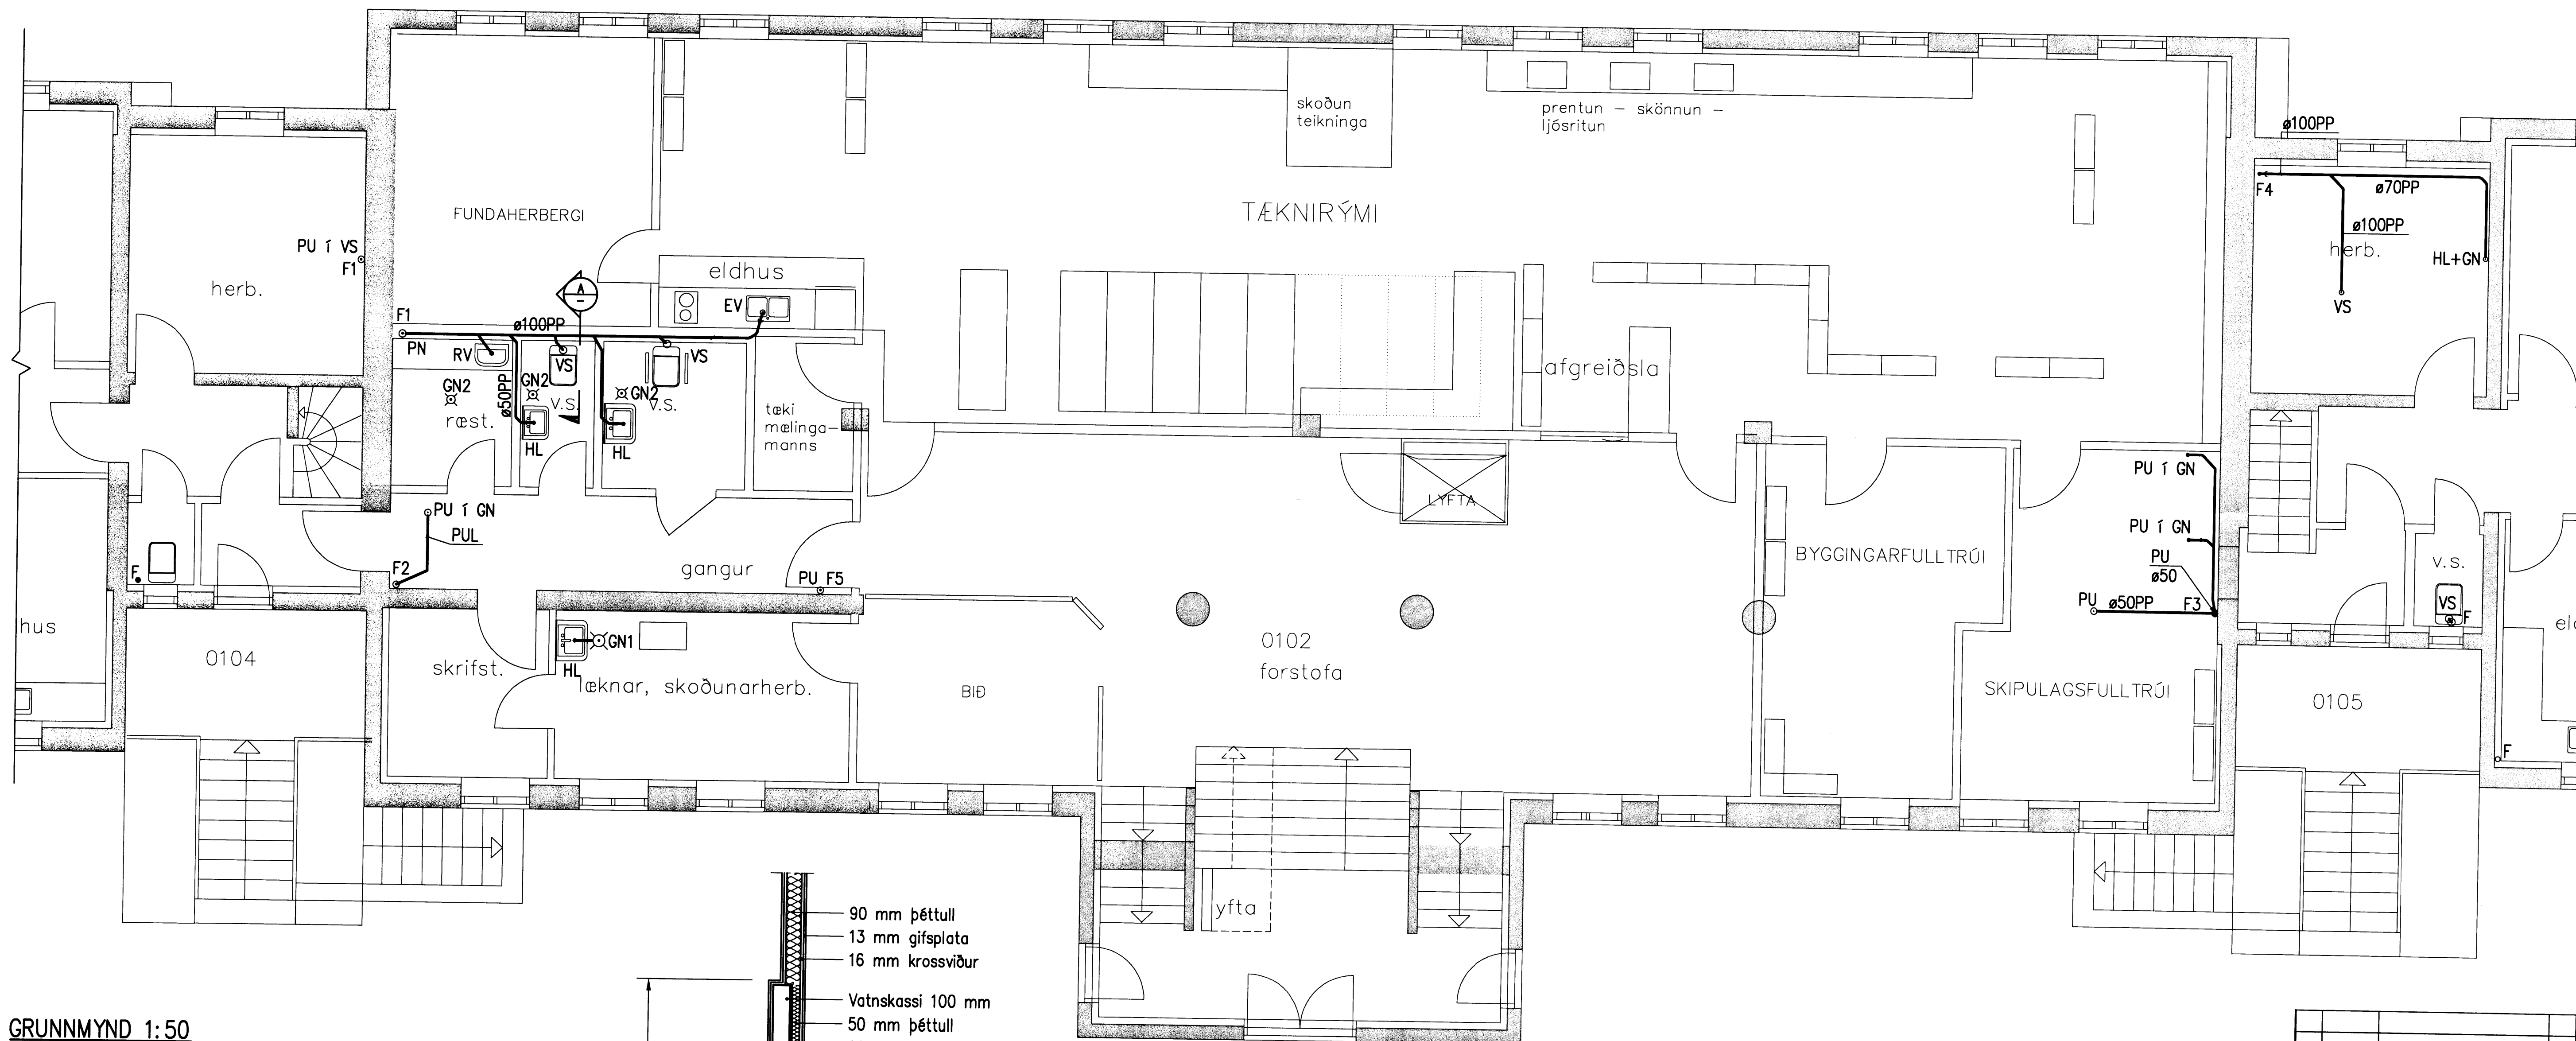 skoðun
teikninga
prentun – skönnun –
ljósritun
ø100PP
FUNDAHERBERGI
TÆKNIRÝMI
F4
ø70PP
ø100PP
herb.
HL+GN
VS
PU í VS
F1
herb.
eldhus
A
–
EV
F1
ø100PP
PN
RV
VS
VS
GN2
GN2
GN2
ø50PP
v.s.
v.s.
ræst.
HL
HL
tæki
mælinga-
manns
afgreiðsla
LYFTA
PU í GN
PU í GN
PU í GN
PUL
PU
ø50
BYGGINGARFULLTRÚI
v.s.
VS
F
F
F2
gangur
PU F5
PU
ø50PP
F3
hus
0104
skrifst.
HL
GN1
læknar, skoðunarherb.
BIÐ
0102
forstofa
SKIPULAGSFULLTRÚI
0105
F
yfta
90 mm þéttull
13 mm gifsplata
16 mm krossviður
Vatnskassi 100 mm
50 mm þéttull
GRUNNMYND 1:50